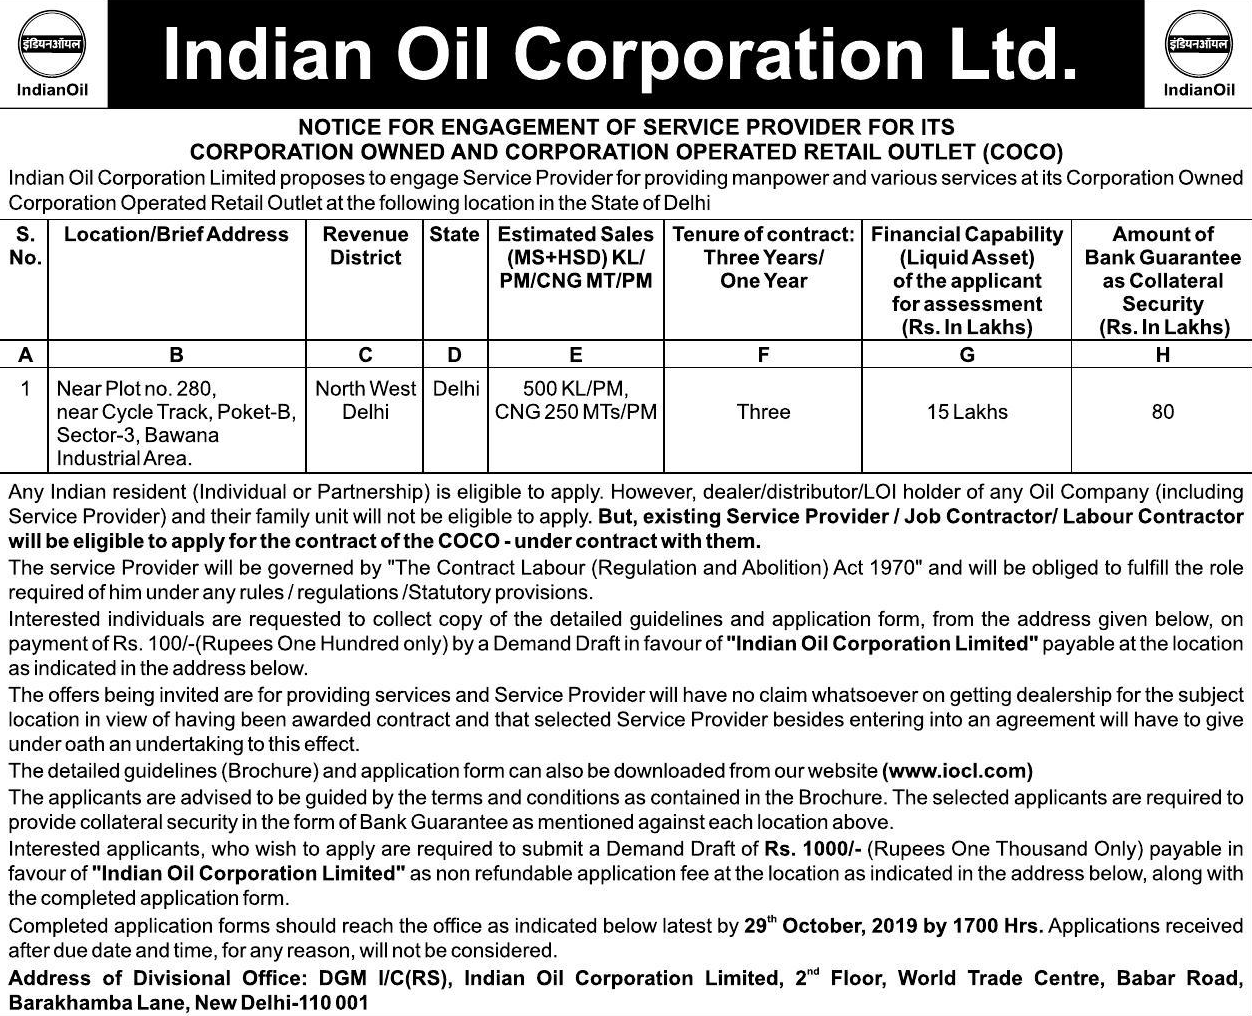 इंडियनऑयल
IndianOil
Indian Oil Corporation Ltd.
इंडियनऑयल
IndianOil
NOTICE FOR ENGAGEMENT OF SERVICE PROVIDER FOR ITS
CORPORATION OWNED AND CORPORATION OPERATED RETAIL OUTLET (COCO)
Indian Oil Corporation Limited proposes to engage Service Provider for providing manpower and various services at its Corporation Owned
Corporation Operated Retail Outlet at the following location in the State of Delhi
S. No. Location/Brief Address Revenue District State Estimated Sales (MS+HSD) KL/ PM/CNG MT/PM Tenure of contract: Three Years/ One Year Financial Capability (Liquid Asset) of the applicant for assessment (Rs. In Lakhs) Amount of Bank Guarantee as Collateral Security (Rs. In Lakhs)
A B C D E F G H
1 Near Plot no. 280, near Cycle Track, Poket-B, Sector-3, Bawana Industrial Area. North West Delhi Delhi 500 KL/PM, CNG 250 MTs/PM Three 15 Lakhs 80
Any Indian resident (Individual or Partnership) is eligible to apply. However, dealer/distributor/LOI holder of any Oil Company (including
Service Provider) and their family unit will not be eligible to apply. But, existing Service Provider / Job Contractor/ Labour Contractor
will be eligible to apply for the contract of the COCO - under contract with them.
The service Provider will be governed by "The Contract Labour (Regulation and Abolition) Act 1970" and will be obliged to fulfill the role
required of him under any rules / regulations /Statutory provisions.
Interested individuals are requested to collect copy of the detailed guidelines and application form, from the address given below, on
payment of Rs. 100/-(Rupees One Hundred only) by a Demand Draft in favour of "Indian Oil Corporation Limited" payable at the location
as indicated in the address below.
The offers being invited are for providing services and Service Provider will have no claim whatsoever on getting dealership for the subject
location in view of having been awarded contract and that selected Service Provider besides entering into an agreement will have to give
under oath an undertaking to this effect.
The detailed guidelines (Brochure) and application form can also be downloaded from our website (www.iocl.com)
The applicants are advised to be guided by the terms and conditions as contained in the Brochure. The selected applicants are required to
provide collateral security in the form of Bank Guarantee as mentioned against each location above.
Interested applicants, who wish to apply are required to submit a Demand Draft of Rs. 1000/- (Rupees One Thousand Only) payable in
favour of "Indian Oil Corporation Limited" as non refundable application fee at the location as indicated in the address below, along with
the completed application form.
Completed application forms should reach the office as indicated below latest by 29th October, 2019 by 1700 Hrs. Applications received
after due date and time, for any reason, will not be considered.
Address of Divisional Office: DGM I/C(RS), Indian Oil Corporation Limited, 2nd Floor, World Trade Centre, Babar Road,
Barakhamba Lane, New Delhi-110 001